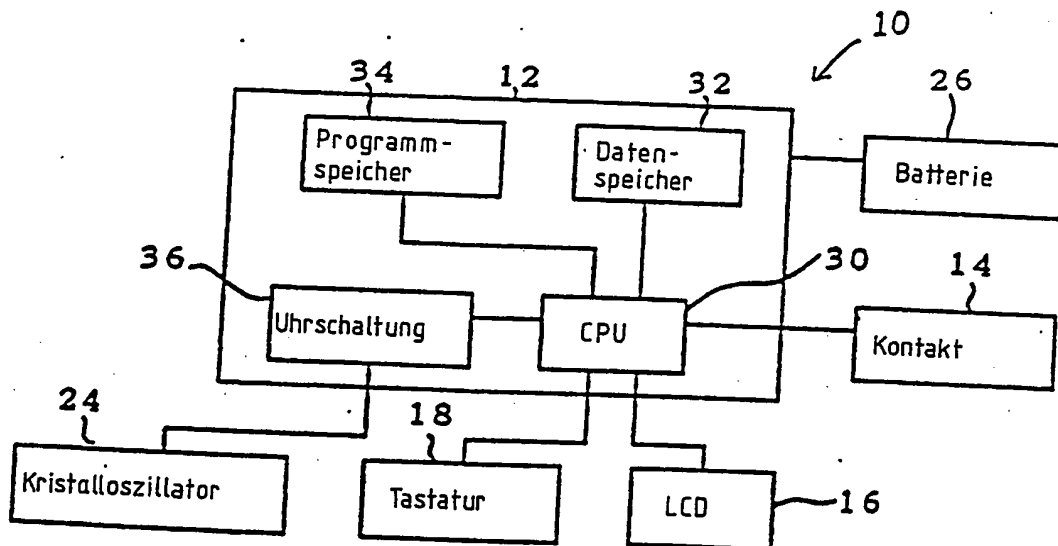 10
34
12
32
26
Programm-
speicher
Daten-
speicher
Batterie
36
30
14
Uhrschaltung
CPU
Kontakt
24
18
Kristalloszillator
Tastatur
LCD
16